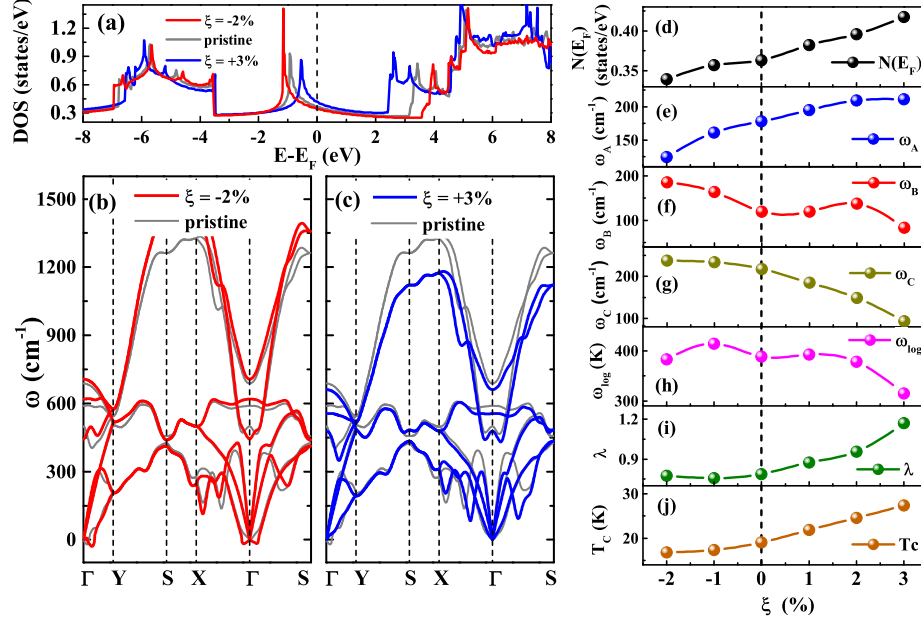 (a)
ξ = -2%
pristine
ξ = +3%
DOS (states/eV)
1.2
0.9
0.6
0.3
-8 -6 -4 -2 0 2 4 6 8
E-E_F (eV)
(b)
ξ = -2%
pristine
(c)
ξ = +3%
pristine
ω (cm⁻¹)
1500
1200
900
600
300
0
Γ Y S X Γ S
Γ Y S X Γ S
(d)
N(E_F)
(states/eV)
0.40
0.35
N(E_F)
(e)
ω_A (cm⁻¹)
200
150
ω_A
(f)
ω_B (cm⁻¹)
200
100
ω_B
(g)
ω_C (cm⁻¹)
200
100
ω_C
(h)
ω_log (K)
400
300
ω_log
(i)
λ
1.2
0.9
λ
(j)
T_C (K)
30
20
Tc
-2 -1 0 1 2 3
ξ (%)